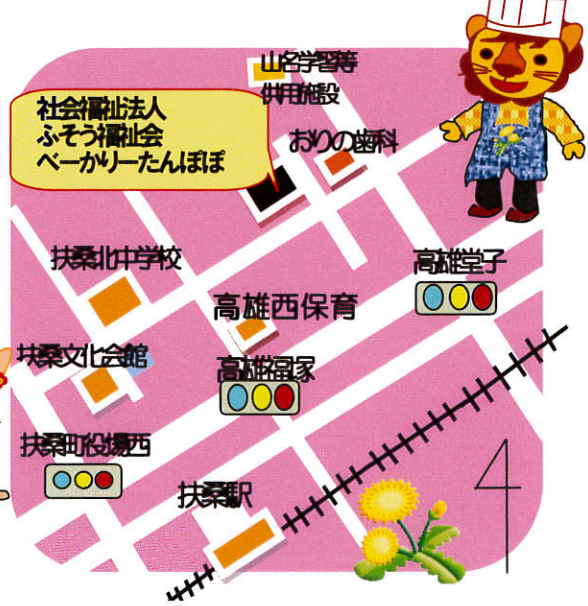 山名学習等
供用施設
社会福祉法人
ふそう福祉会
べーかりーたんぽぽ
おりの歯科
扶桑北中学校
高雄堂子
高雄西保育
扶桑文化会館
高雄福塚
扶桑町役場西
扶桑駅